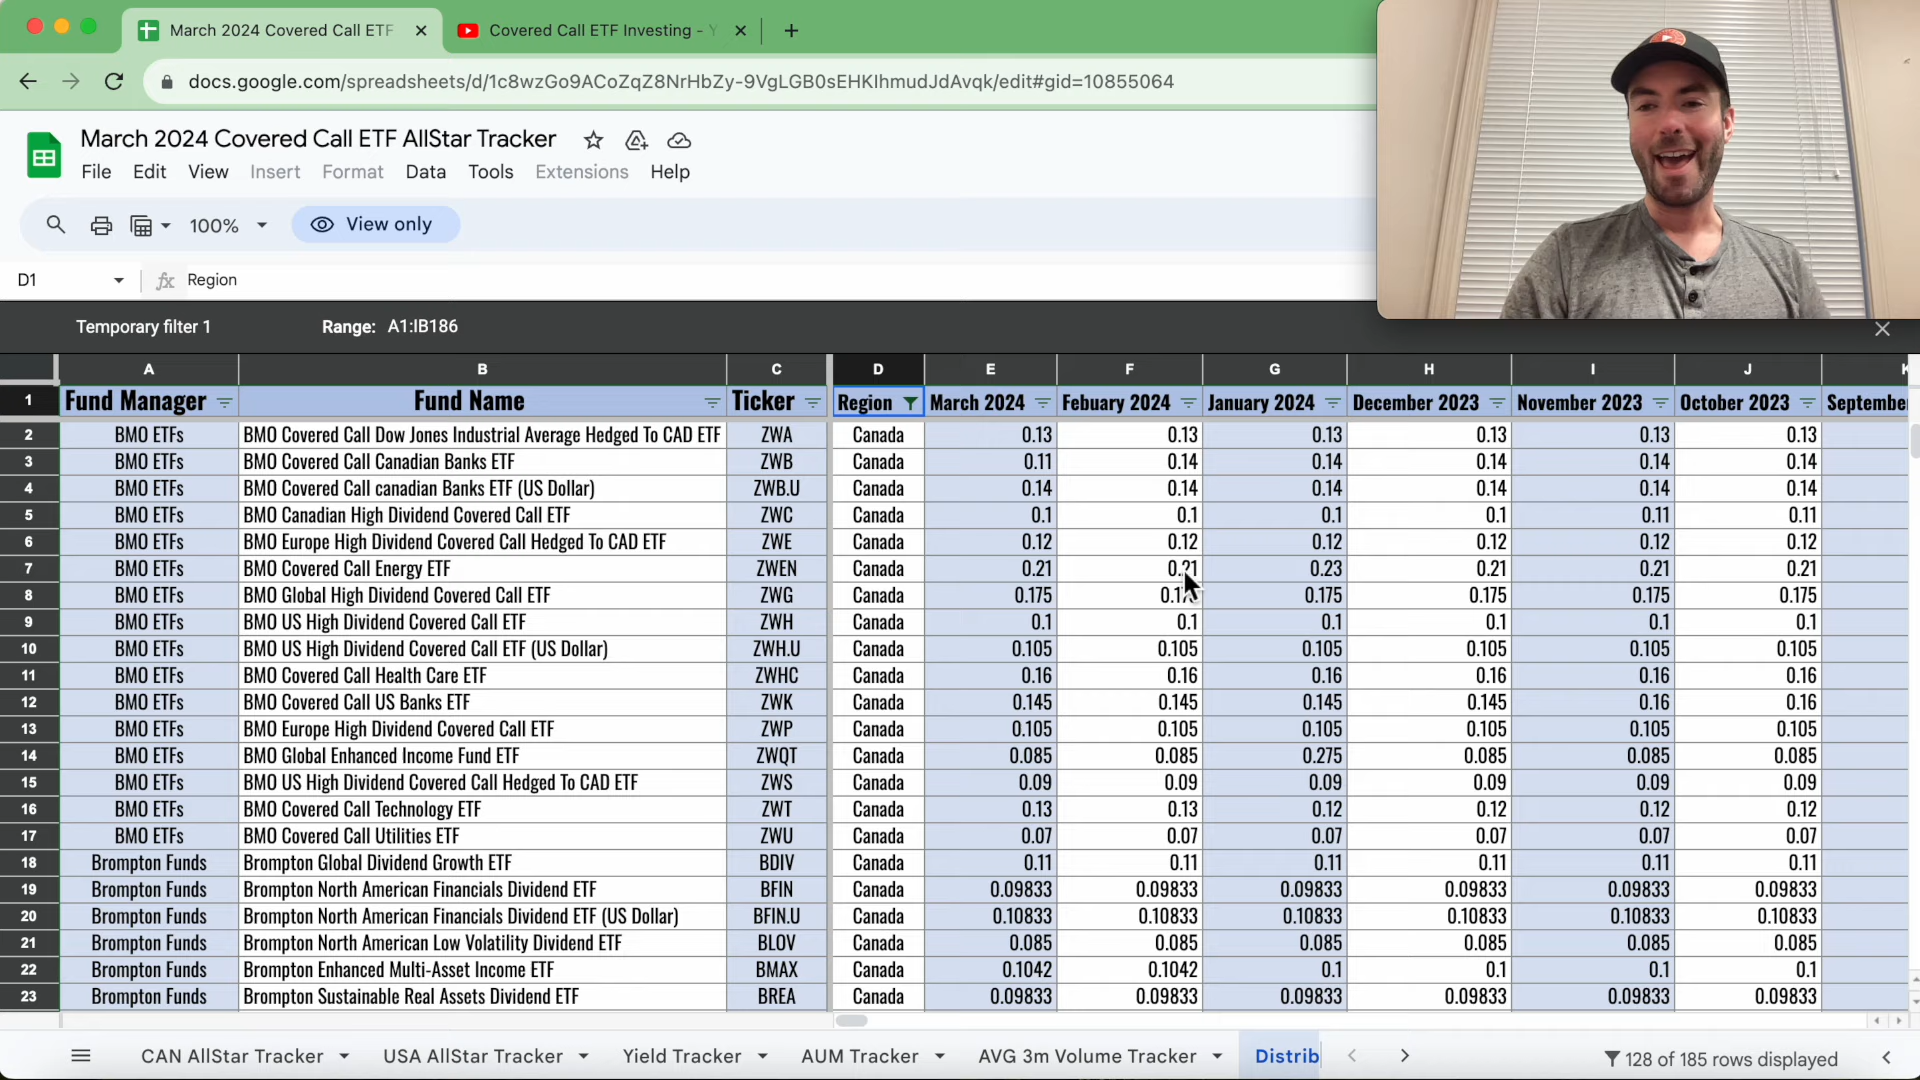 March 2024 Covered Call ETF
Covered Call ETF Investing - Y
docs.google.com/spreadsheets/d/1c8wzGo9ACoZqZ8NrHbZy-9VgLGB0sEHKIhmudJdAvqk/edit#gid=10855064
March 2024 Covered Call ETF AllStar Tracker
File Edit View Insert Format Data Tools Extensions Help
100% View only
D1 fx Region
Temporary filter 1 Range: A1:IB186
A B C D E F G H I J K
1 Fund Manager Fund Name Ticker Region March 2024 Febuary 2024 January 2024 December 2023 November 2023 October 2023 September
2 BMO ETFs BMO Covered Call Dow Jones Industrial Average Hedged To CAD ETF ZWA Canada 0.13 0.13 0.13 0.13 0.13 0.13
3 BMO ETFs BMO Covered Call Canadian Banks ETF ZWB Canada 0.11 0.14 0.14 0.14 0.14 0.14
4 BMO ETFs BMO Covered Call canadian Banks ETF (US Dollar) ZWB.U Canada 0.14 0.14 0.14 0.14 0.14 0.14
5 BMO ETFs BMO Canadian High Dividend Covered Call ETF ZWC Canada 0.1 0.1 0.1 0.1 0.11 0.11
6 BMO ETFs BMO Europe High Dividend Covered Call Hedged To CAD ETF ZWE Canada 0.12 0.12 0.12 0.12 0.12 0.12
7 BMO ETFs BMO Covered Call Energy ETF ZWEN Canada 0.21 0.21 0.23 0.21 0.21 0.21
8 BMO ETFs BMO Global High Dividend Covered Call ETF ZWG Canada 0.175 0.175 0.175 0.175 0.175 0.175
9 BMO ETFs BMO US High Dividend Covered Call ETF ZWH Canada 0.1 0.1 0.1 0.1 0.1 0.1
10 BMO ETFs BMO US High Dividend Covered Call ETF (US Dollar) ZWH.U Canada 0.105 0.105 0.105 0.105 0.105 0.105
11 BMO ETFs BMO Covered Call Health Care ETF ZWHC Canada 0.16 0.16 0.16 0.16 0.16 0.16
12 BMO ETFs BMO Covered Call US Banks ETF ZWK Canada 0.145 0.145 0.145 0.145 0.16 0.16
13 BMO ETFs BMO Europe High Dividend Covered Call ETF ZWP Canada 0.105 0.105 0.105 0.105 0.105 0.105
14 BMO ETFs BMO Global Enhanced Income Fund ETF ZWQT Canada 0.085 0.085 0.275 0.085 0.085 0.085
15 BMO ETFs BMO US High Dividend Covered Call Hedged To CAD ETF ZWS Canada 0.09 0.09 0.09 0.09 0.09 0.09
16 BMO ETFs BMO Covered Call Technology ETF ZWT Canada 0.13 0.13 0.12 0.12 0.12 0.12
17 BMO ETFs BMO Covered Call Utilities ETF ZWU Canada 0.07 0.07 0.07 0.07 0.07 0.07
18 Brompton Funds Brompton Global Dividend Growth ETF BDIV Canada 0.11 0.11 0.11 0.11 0.11 0.11
19 Brompton Funds Brompton North American Financials Dividend ETF BFIN Canada 0.09833 0.09833 0.09833 0.09833 0.09833 0.09833
20 Brompton Funds Brompton North American Financials Dividend ETF (US Dollar) BFIN.U Canada 0.10833 0.10833 0.10833 0.10833 0.10833 0.10833
21 Brompton Funds Brompton North American Low Volatility Dividend ETF BLOV Canada 0.085 0.085 0.085 0.085 0.085 0.085
22 Brompton Funds Brompton Enhanced Multi-Asset Income ETF BMAX Canada 0.1042 0.1042 0.1 0.1 0.1 0.1
23 Brompton Funds Brompton Sustainable Real Assets Dividend ETF BREA Canada 0.09833 0.09833 0.09833 0.09833 0.09833 0.09833
CAN AllStar Tracker USA AllStar Tracker Yield Tracker AUM Tracker AVG 3m Volume Tracker Distrib 128 of 185 rows displayed